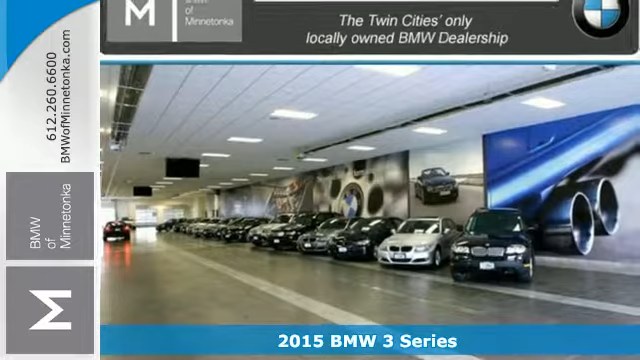 612.260.6600
BMWofMinnetonka.com
BMW
of
Minnetonka
M
M
of
Minnetonka
The Twin Cities' only
locally owned BMW Dealership
2015 BMW 3 Series